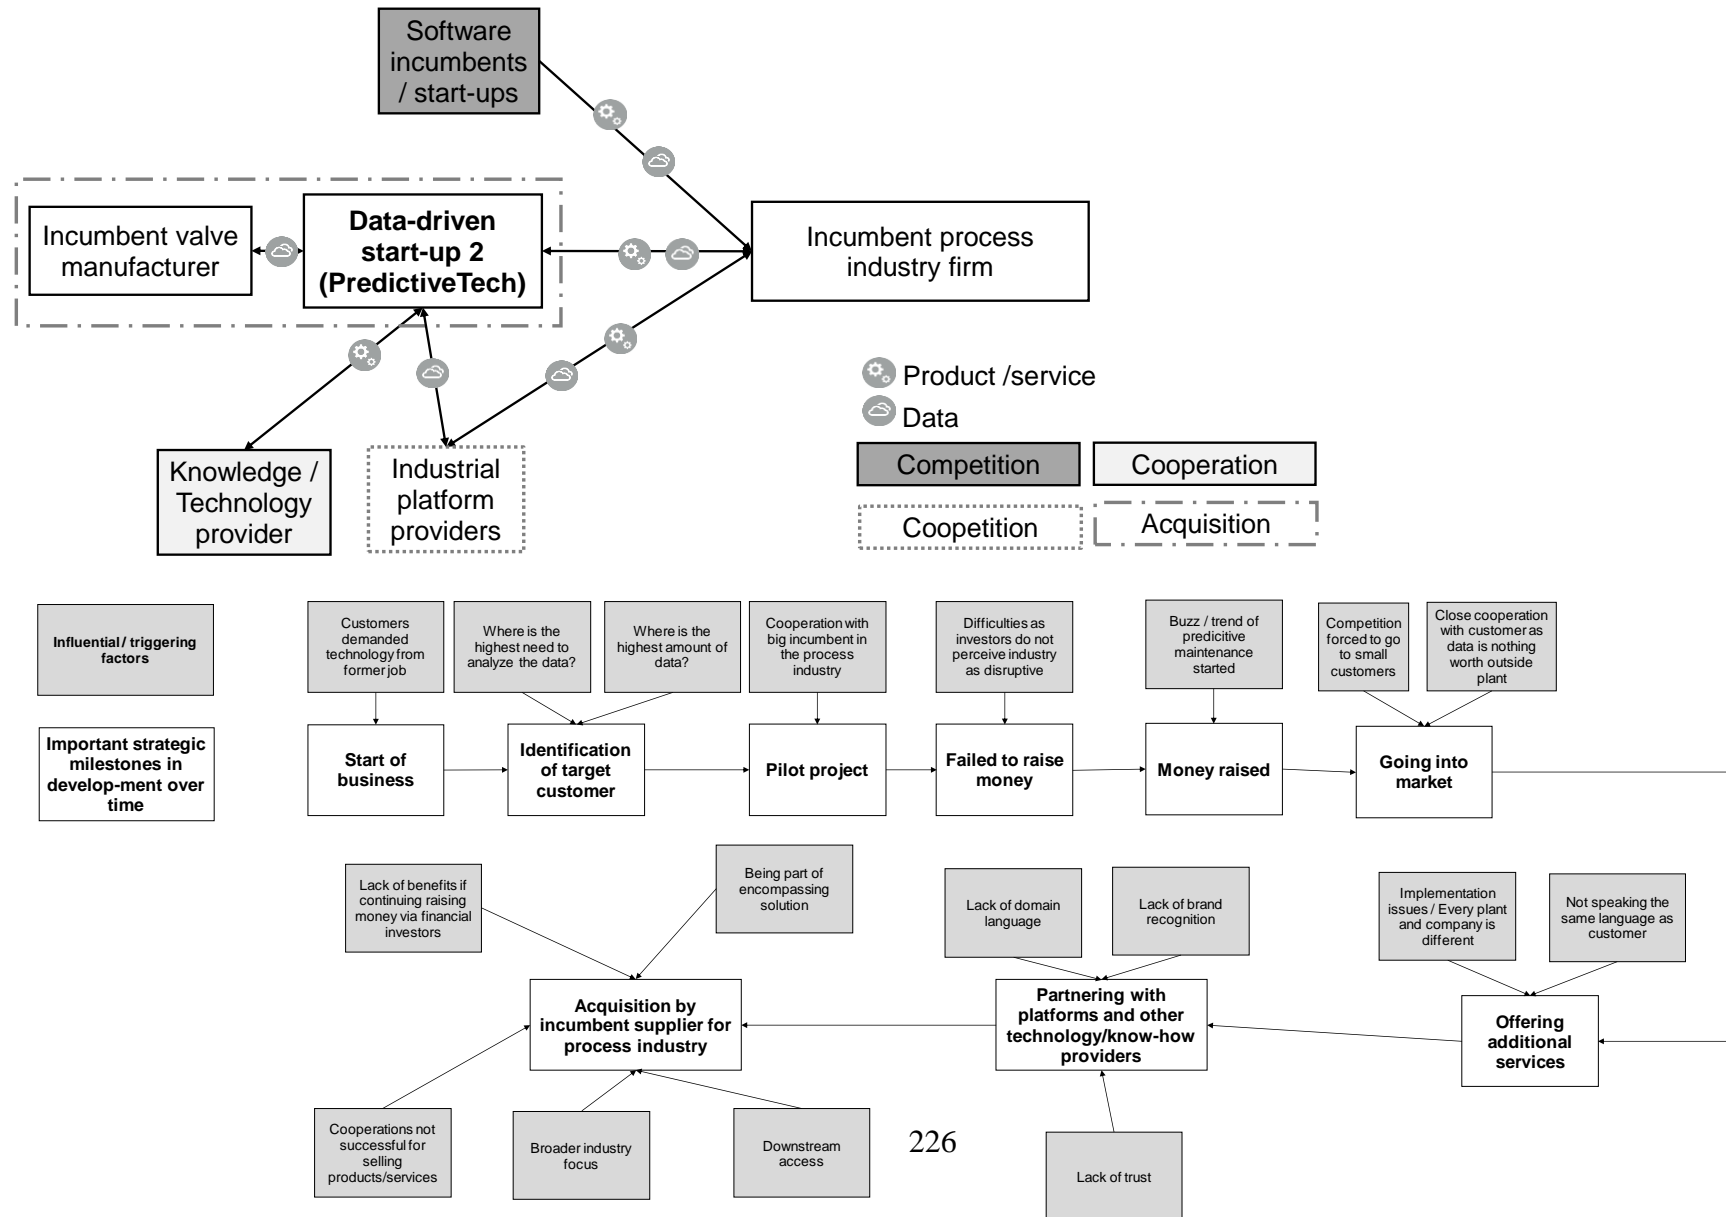 Software
incumbents
/ start-ups
Incumbent valve
manufacturer
Data-driven
start-up 2
(PredictiveTech)
Incumbent process
industry firm
Product /service
Data
Competition
Cooperation
Coopetition
Acquisition
Knowledge /
Technology
provider
Industrial
platform
providers
Influential / triggering
factors
Customers
demanded
technology from
former job
Where is the
highest need to
analyze the data?
Where is the
highest amount of
data?
Cooperation with
big incumbent in
the process
industry
Difficulties as
investors do not
perceive industry
as disruptive
Buzz / trend of
predicitive
maintenance
started
Competition
forced to go
to small
customers
Close cooperation
with customer as
data is nothing
worth outside
plant
Important strategic
milestones in
develop-ment over
time
Start of
business
Identification
of target
customer
Pilot project
Failed to raise
money
Money raised
Going into
market
Lack of benefits if
continuing raising
money via financial
investors
Being part of
encompassing
solution
Lack of domain
language
Lack of brand
recognition
Implementation
issues / Every plant
and company is
different
Not speaking the
same language as
customer
Acquisition by
incumbent supplier for
process industry
Partnering with
platforms and other
technology/know-how
providers
Offering
additional
services
Cooperations not
successful for
selling
products/services
Broader industry
focus
Downstream
access
226
Lack of trust